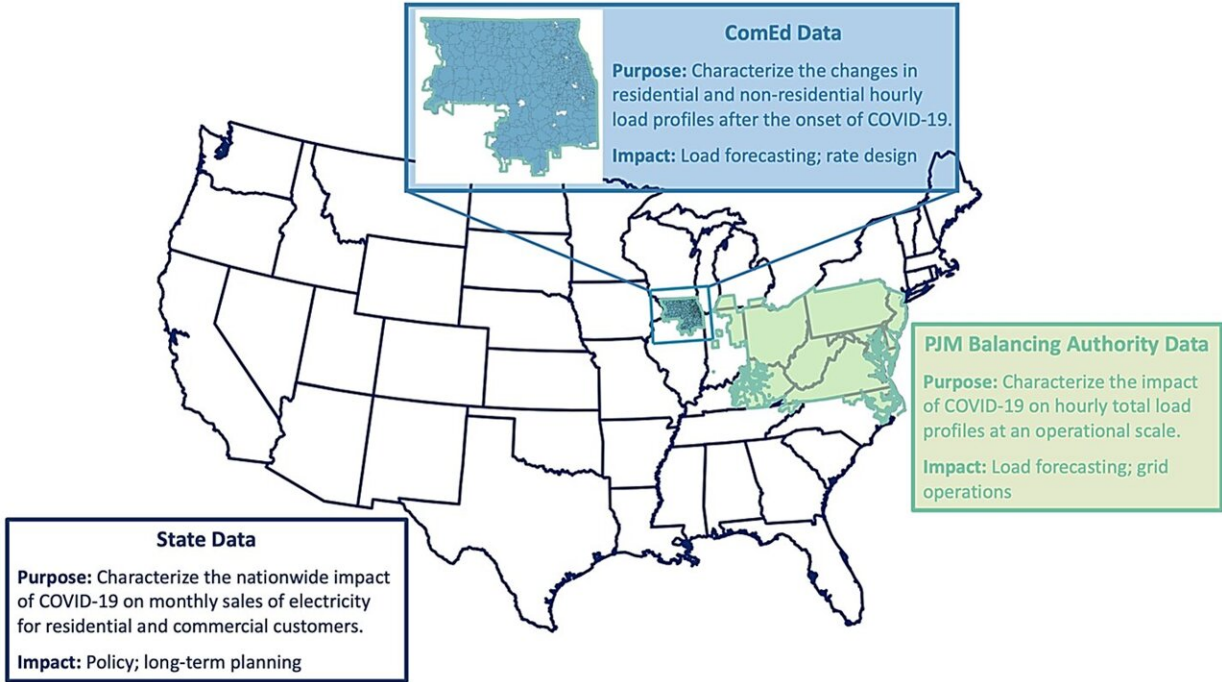 ComEd Data
Purpose: Characterize the changes in
residential and non-residential hourly
load profiles after the onset of COVID-19.
Impact: Load forecasting; rate design
PJM Balancing Authority Data
Purpose: Characterize the impact
of COVID-19 on hourly total load
profiles at an operational scale.
Impact: Load forecasting; grid
operations
State Data
Purpose: Characterize the nationwide impact
of COVID-19 on monthly sales of electricity
for residential and commercial customers.
Impact: Policy; long-term planning